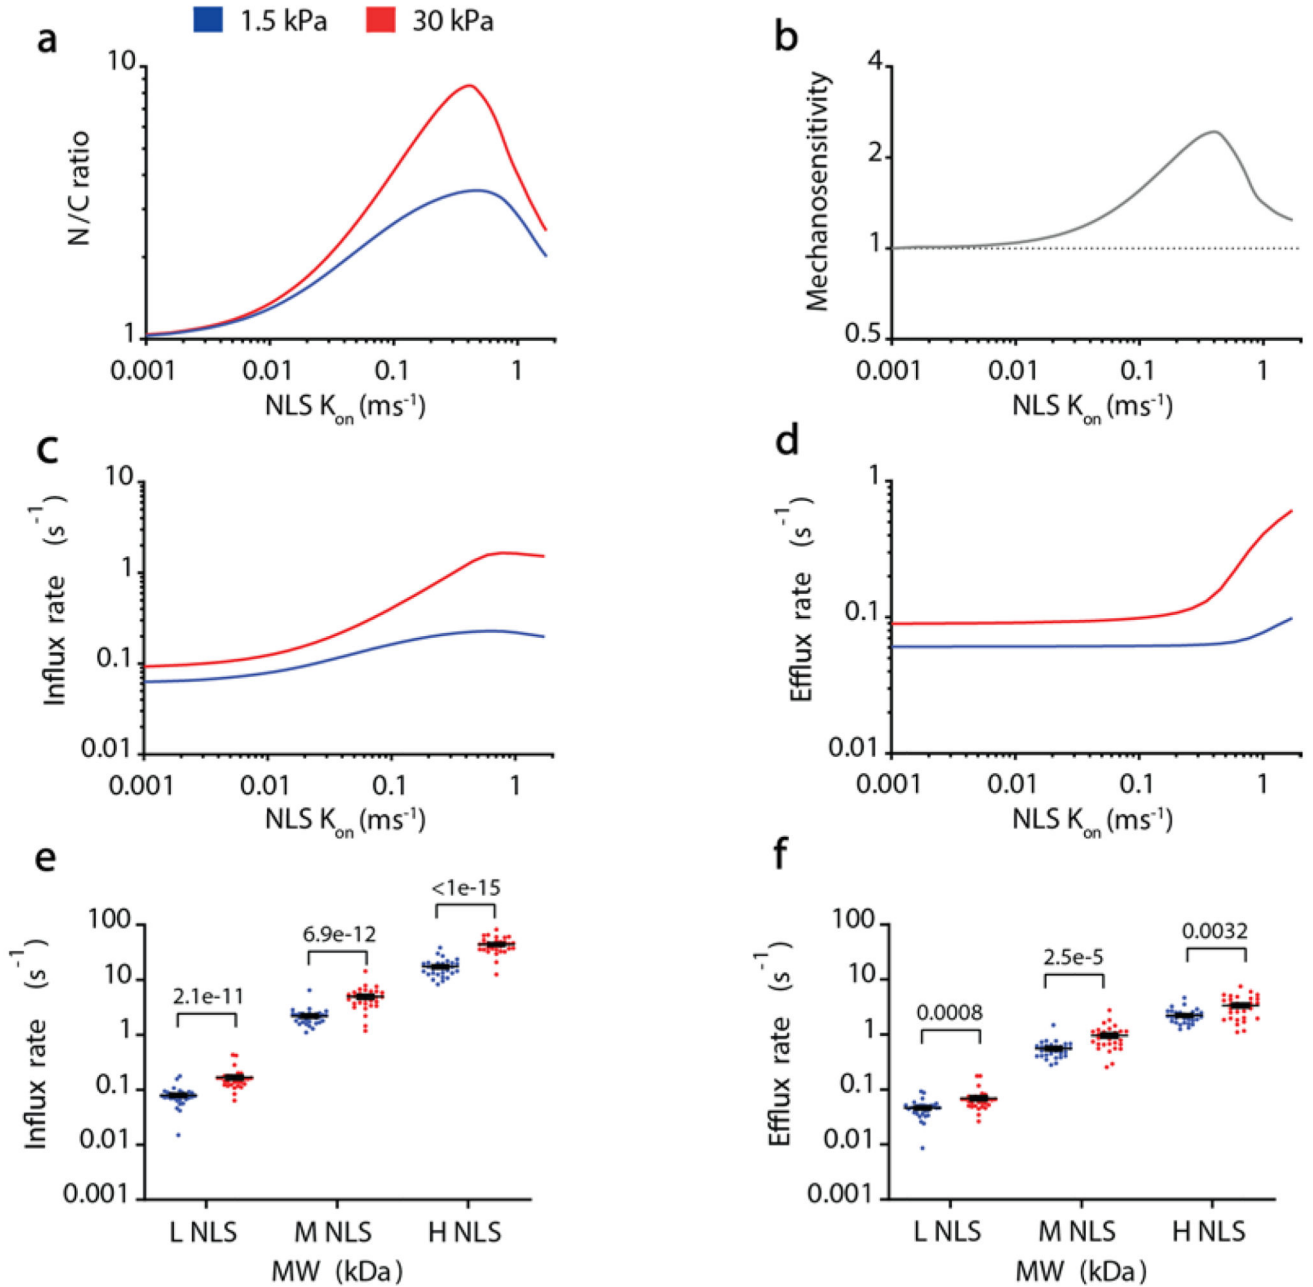 1.5 kPa 30 kPa
a
10
1
N/C ratio
0.001 0.01 0.1 1
NLS Kon (ms-1)
b
4
2
1
0.5
Mechanosensitivity
0.001 0.01 0.1 1
NLS Kon (ms-1)
c
10
1
0.1
0.01
Influx rate (s-1)
0.001 0.01 0.1 1
NLS Kon (ms-1)
d
1
0.1
0.01
Efflux rate (s-1)
0.001 0.01 0.1 1
NLS Kon (ms-1)
e
100
10
1
0.1
0.01
0.001
Influx rate (s-1)
2.1e-11
6.9e-12
<1e-15
L NLS M NLS H NLS
MW (kDa)
f
100
10
1
0.1
0.01
0.001
Efflux rate (s-1)
0.0008
2.5e-5
0.0032
L NLS M NLS H NLS
MW (kDa)